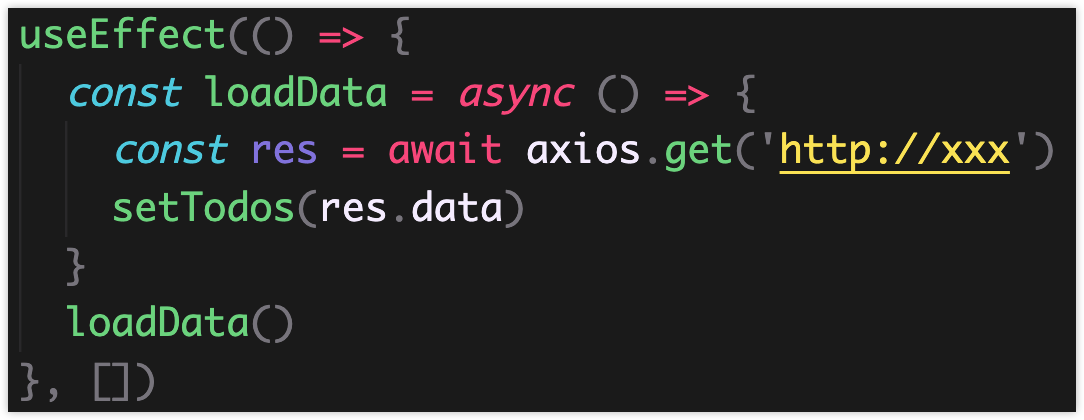 useEffect(() => {
  const loadData = async () => {
    const res = await axios.get('http://xxx')
    setTodos(res.data)
  }
  loadData()
}, [])